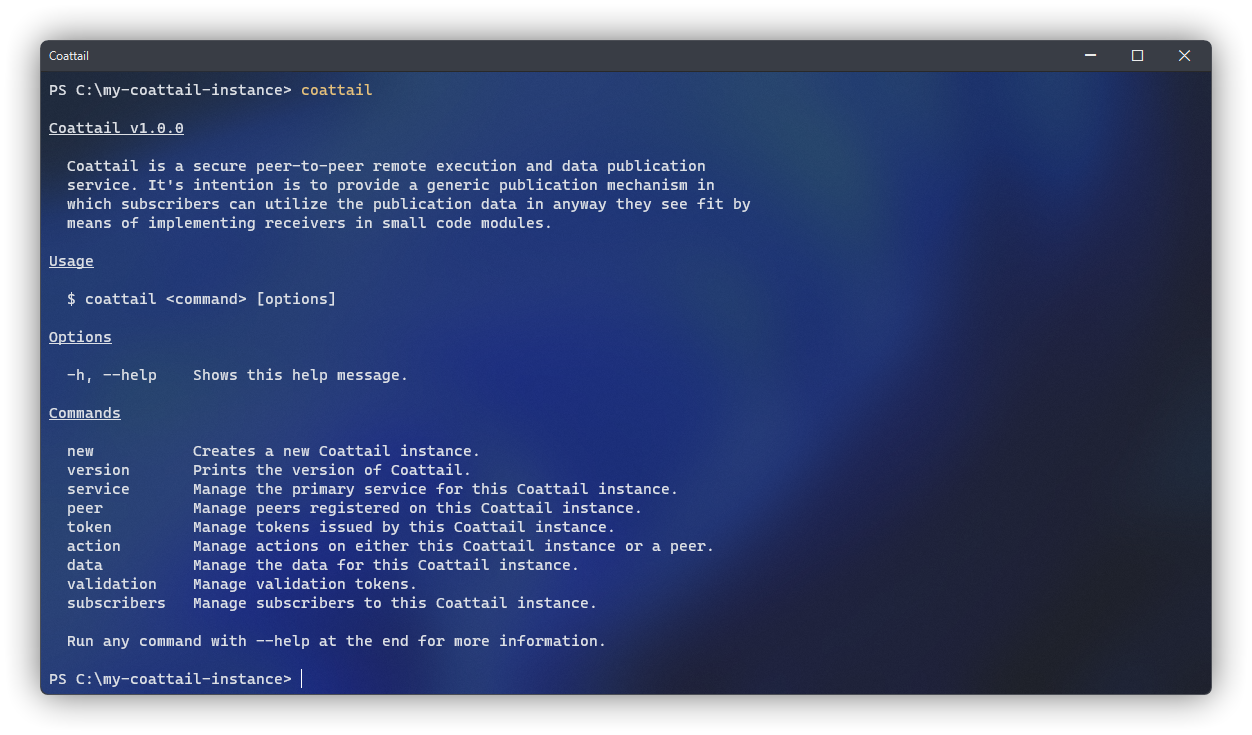 Coattail
PS C:\my-coattail-instance> coattail
Coattail v1.0.0
Coattail is a secure peer-to-peer remote execution and data publication
service. It's intention is to provide a generic publication mechanism in
which subscribers can utilize the publication data in anyway they see fit by
means of implementing receivers in small code modules.
Usage
$ coattail <command> [options]
Options
-h, --help    Shows this help message.
Commands
new           Creates a new Coattail instance.
version       Prints the version of Coattail.
service       Manage the primary service for this Coattail instance.
peer          Manage peers registered on this Coattail instance.
token         Manage tokens issued by this Coattail instance.
action        Manage actions on either this Coattail instance or a peer.
data          Manage the data for this Coattail instance.
validation    Manage validation tokens.
subscribers   Manage subscribers to this Coattail instance.
Run any command with --help at the end for more information.
PS C:\my-coattail-instance>